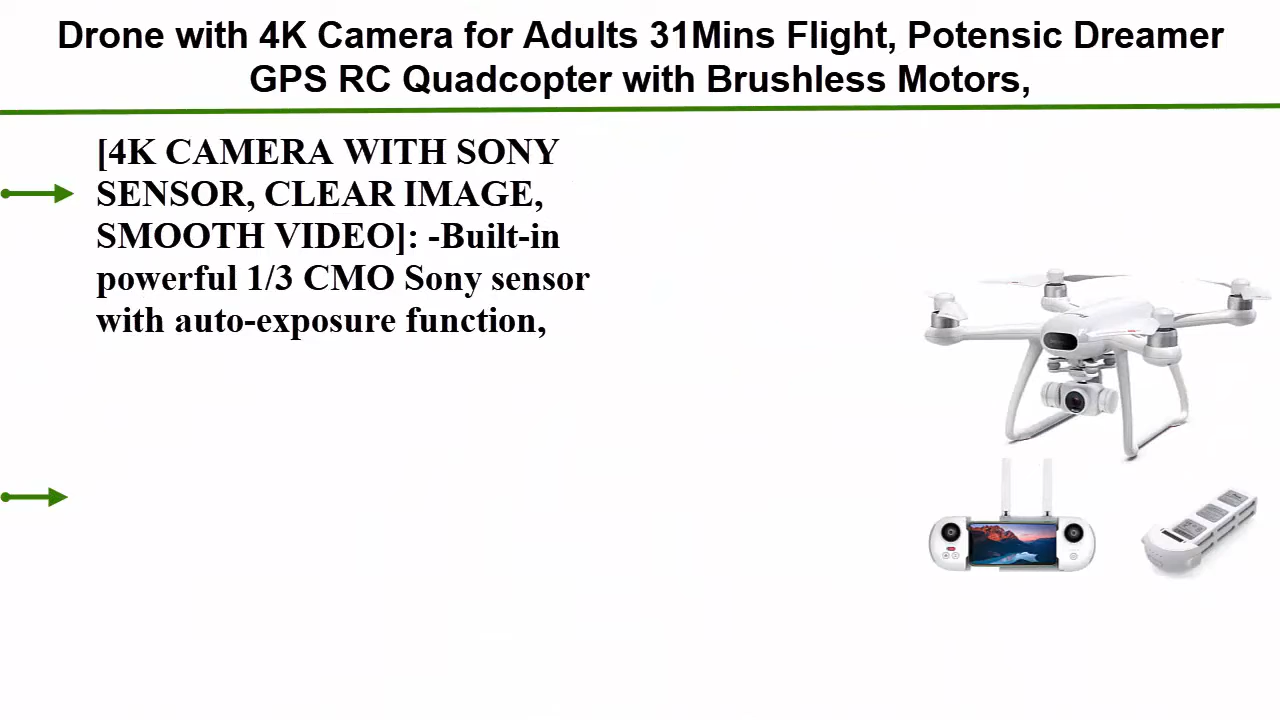 Drone with 4K Camera for Adults 31Mins Flight, Potensic Dreamer
GPS RC Quadcopter with Brushless Motors,
[4K CAMERA WITH SONY
SENSOR, CLEAR IMAGE,
SMOOTH VIDEO]: -Built-in
powerful 1/3 CMO Sony sensor
with auto-exposure function,